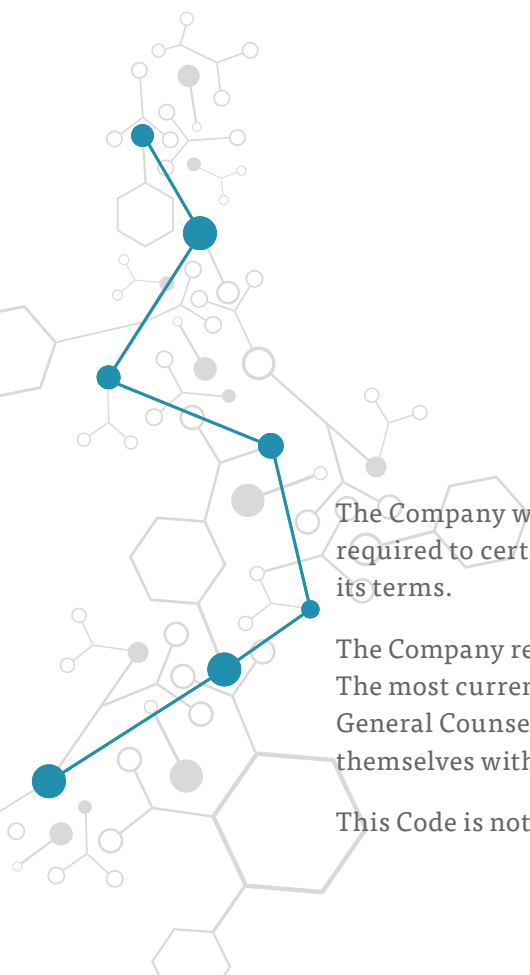 The Company w
required to cert
its terms.
The Company re
The most curren
General Counse
themselves with
This Code is not